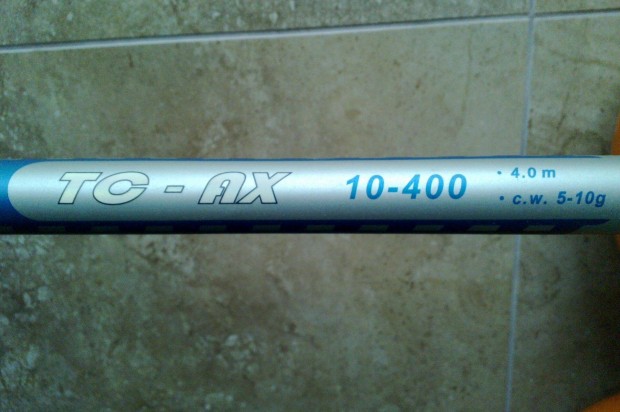 TC - AX 10-400
• 4.0 m
• c.w. 5-10g